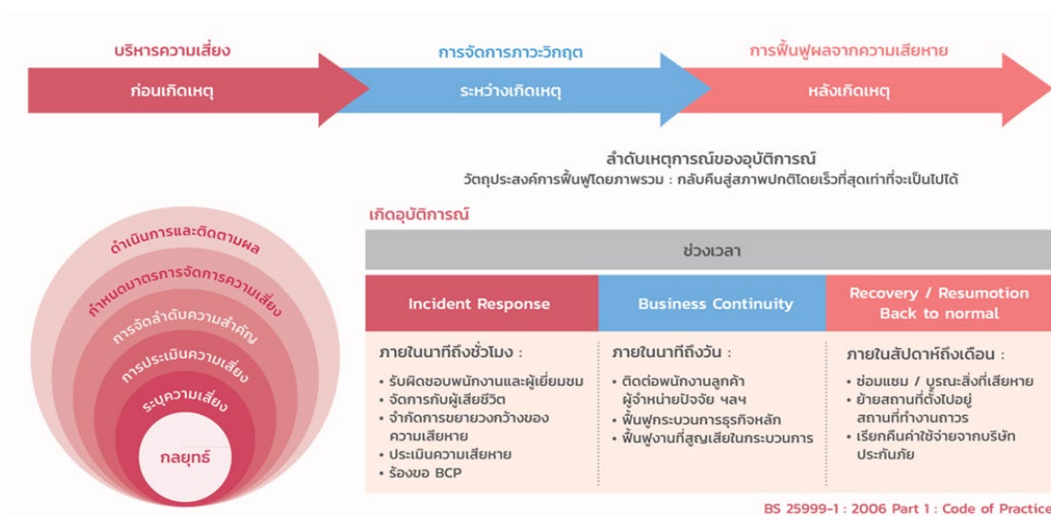 บริหารความเสี่ยง
การจัดการภาวะวิกฤต
การฟื้นฟูผลจากความเสียหาย
ก่อนเกิดเหตุ
ระหว่างเกิดเหตุ
หลังเกิดเหตุ
ลำดับเหตุการณ์ของอุบัติการณ์
วัตถุประสงค์การฟื้นฟูโดยภาพรวม : กลับคืนสู่สภาพปกติโดยเร็วที่สุดเท่าที่จะเป็นไปได้
ดำเนินการและติดตามผล
กำหนดมาตรการจัดการความเสี่ยง
การจัดลำดับความสำคัญ
การประเมินความเสี่ยง
ระบุความเสี่ยง
กลยุทธ์
เกิดอุบัติการณ์
ช่วงเวลา
Incident Response
ภายในนาทีถึงชั่วโมง :
• รับผิดชอบพนักงานและผู้เยี่ยมชม
• จัดการกับผู้เสียชีวิต
• จำกัดการขยายวงกว้างของ
ความเสียหาย
• ประเมินความเสียหาย
• ร้องขอ BCP
Business Continuity
ภายในนาทีถึงวัน :
• ติดต่อพนักงานลูกค้า
ผู้จำหน่ายปัจจัย ฯลฯ
• ฟื้นฟูกระบวนการธุรกิจหลัก
• ฟื้นฟูงานที่สูญเสียในกระบวนการ
Recovery / Resumotion
Back to normal
ภายในสัปดาห์ถึงเดือน :
• ซ่อมแซม / บูรณะสิ่งที่เสียหาย
• ย้ายสถานที่ตั้งไปอยู่
สถานที่ทำงานถาวร
• เรียกคืนค่าใช้จ่ายจากบริษัท
ประกันภัย
BS 25999-1 : 2006 Part 1 : Code of Practice